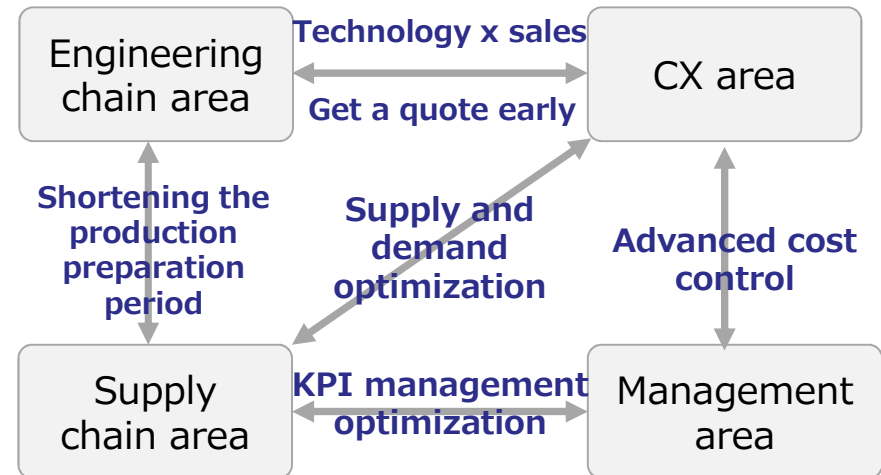 Technology x sales
Engineering
chain area
CX area
Get a quote early
Shortening the
production
preparation
period
Supply and
demand
optimization
Advanced cost
control
Supply
chain area
KPI management
optimization
Management
area